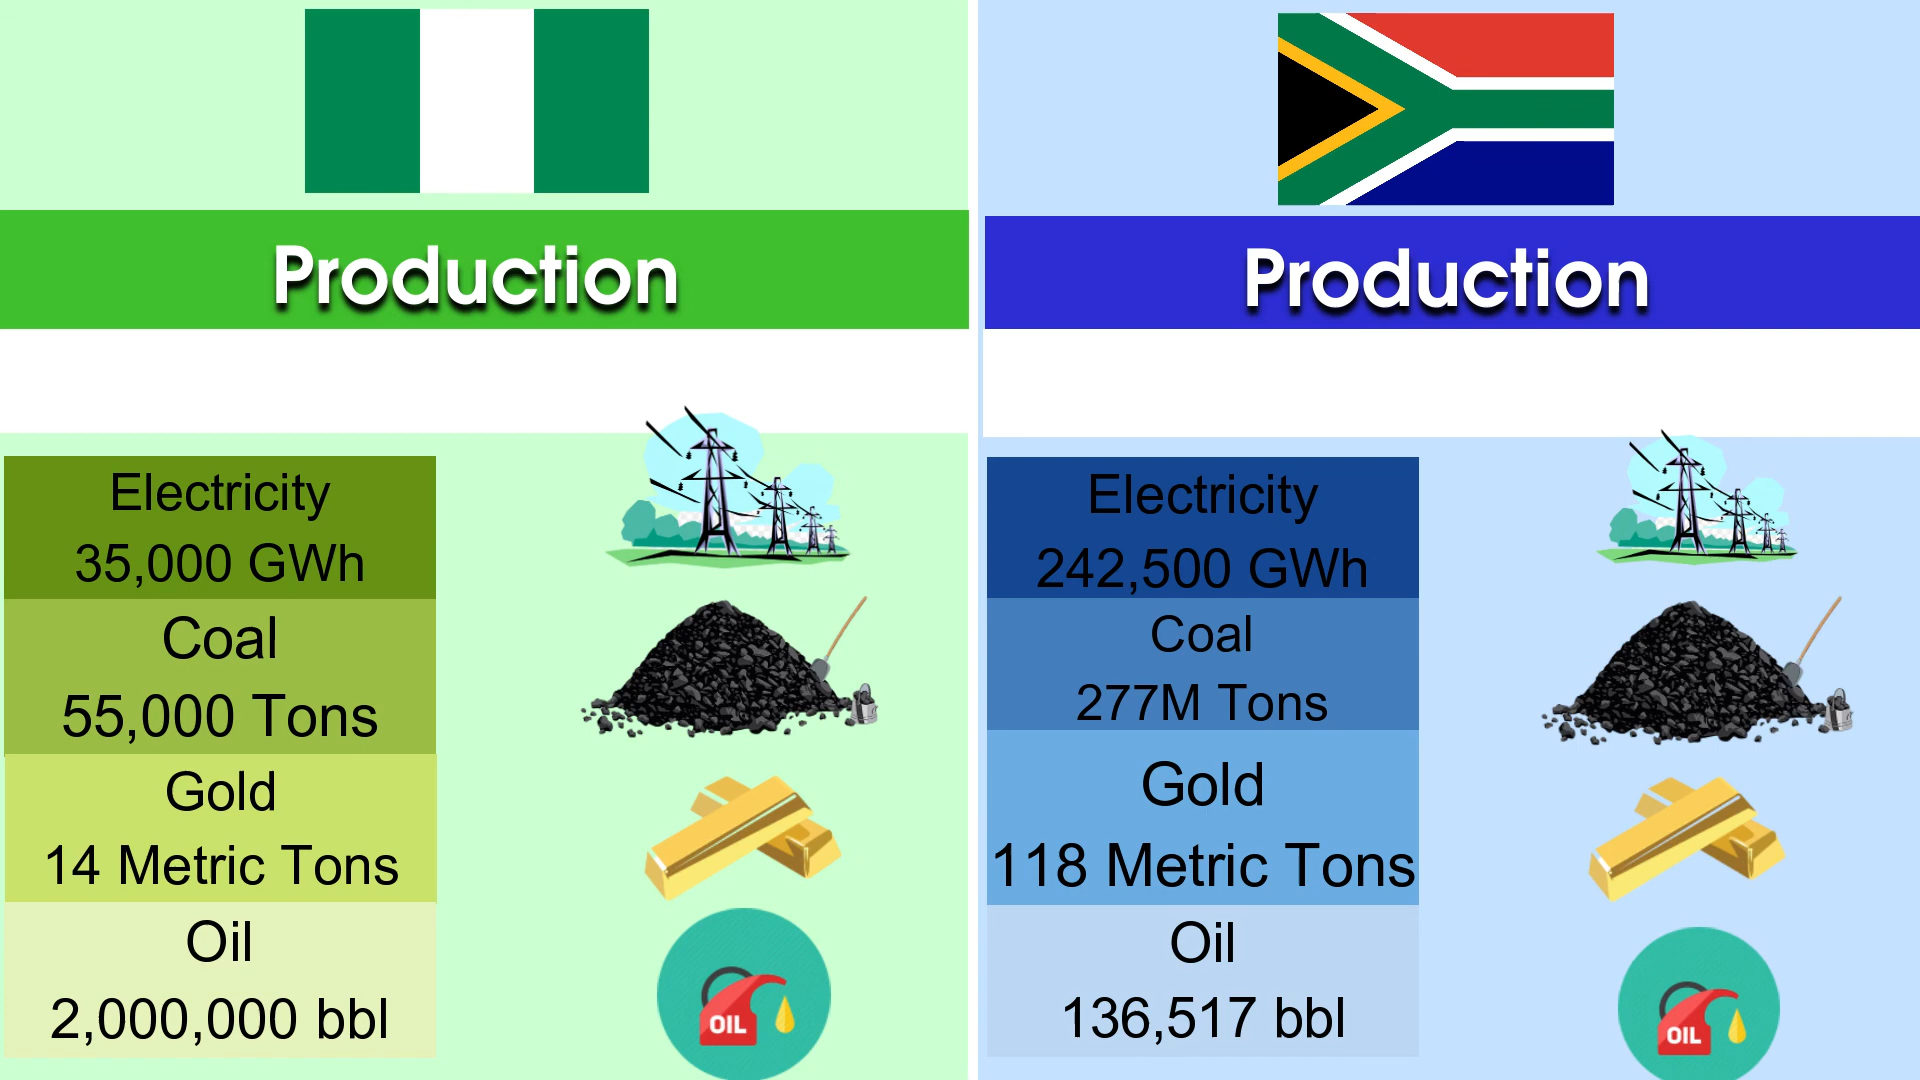 Production
Electricity
35,000 GWh
Coal
55,000 Tons
Gold
14 Metric Tons
Oil
2,000,000 bbl
OIL
Production
Electricity
242,500 GWh
Coal
277M Tons
Gold
118 Metric Tons
Oil
136,517 bbl
OIL